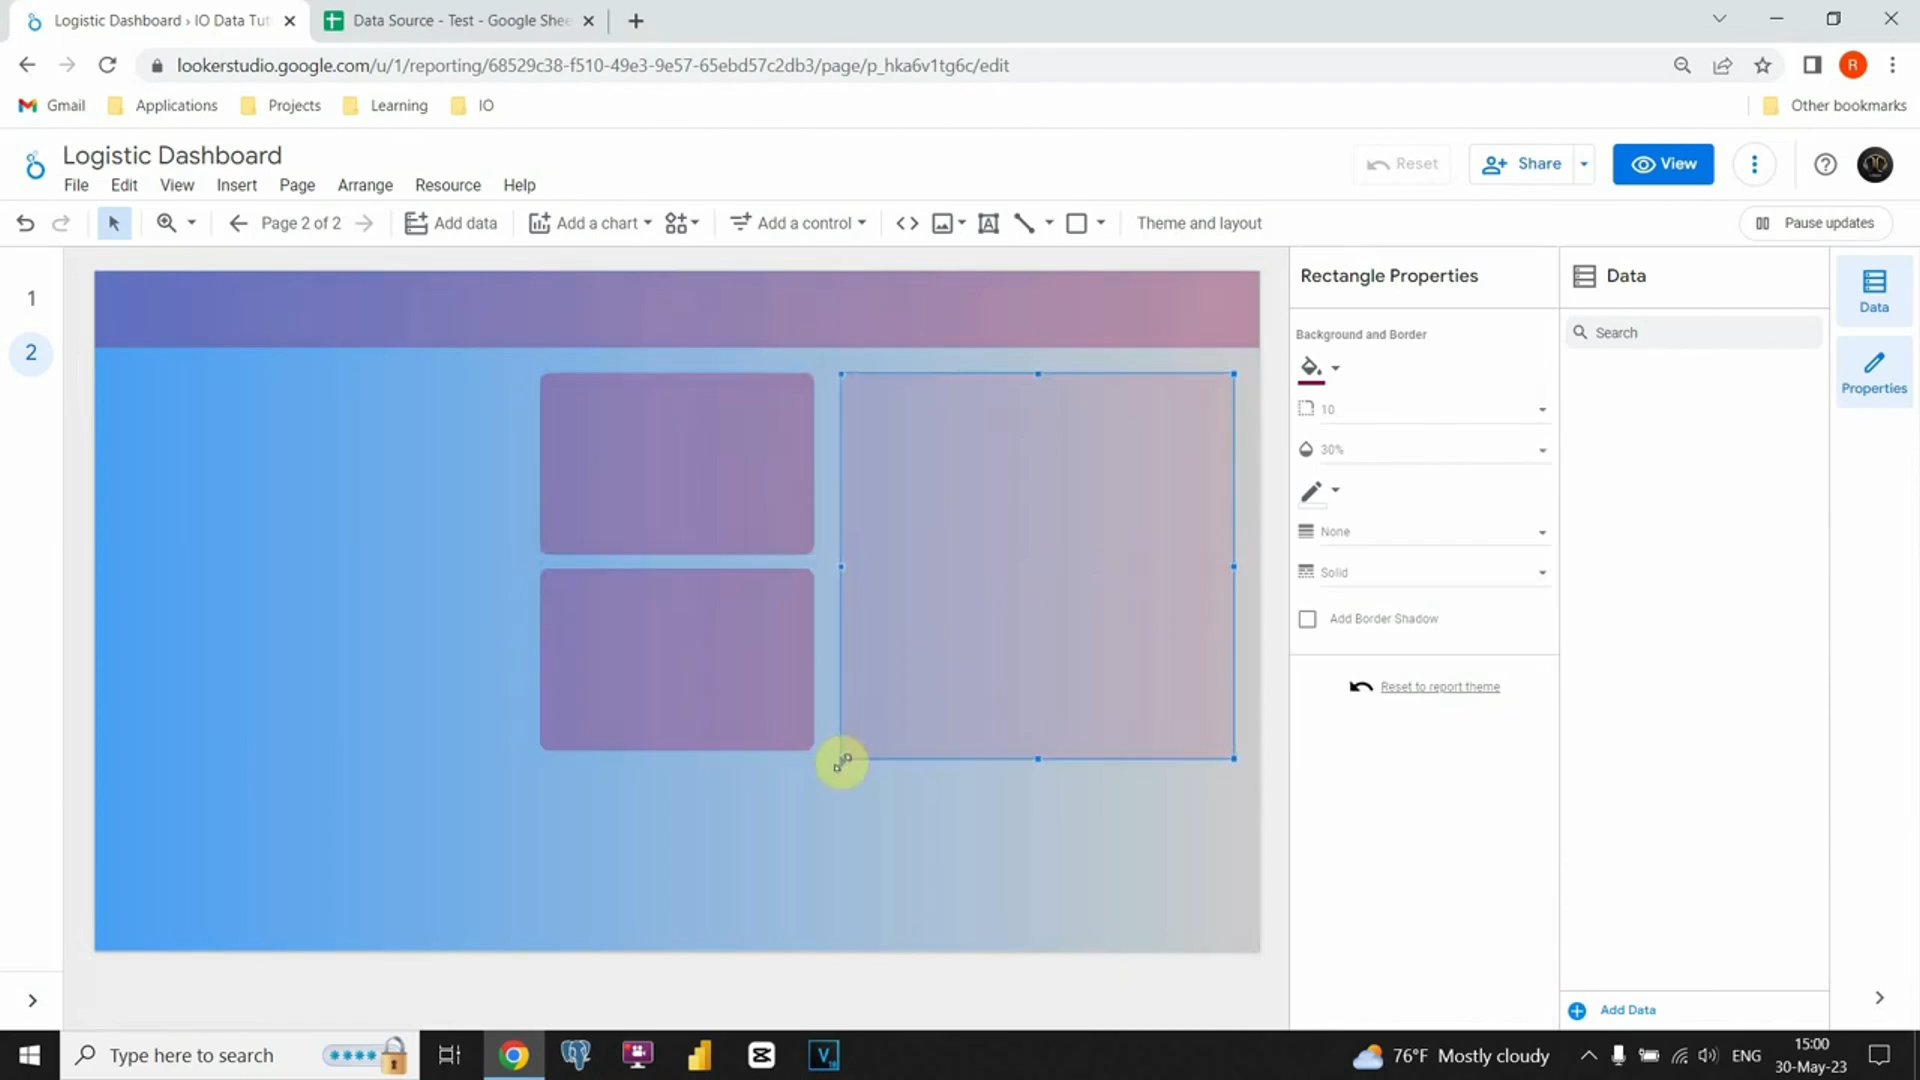 Logistic Dashboard › IO Data Tut
Data Source - Test - Google She
lookerstudio.google.com/u/1/reporting/68529c38-f510-49e3-9e57-65ebd57c2db3/page/p_hka6v1tg6c/edit
R
Gmail
Applications
Projects
Learning
IO
Other bookmarks
Logistic Dashboard
File Edit View Insert Page Arrange Resource Help
Reset
Share
View
Page 2 of 2
Add data
Add a chart
Add a control
Theme and layout
Pause updates
1
2
Rectangle Properties
Background and Border
10
30%
None
Solid
Add Border Shadow
Reset to report theme
Data
Search
Add Data
Data
Properties
Type here to search
76°F Mostly cloudy
ENG
15:00
30-May-23